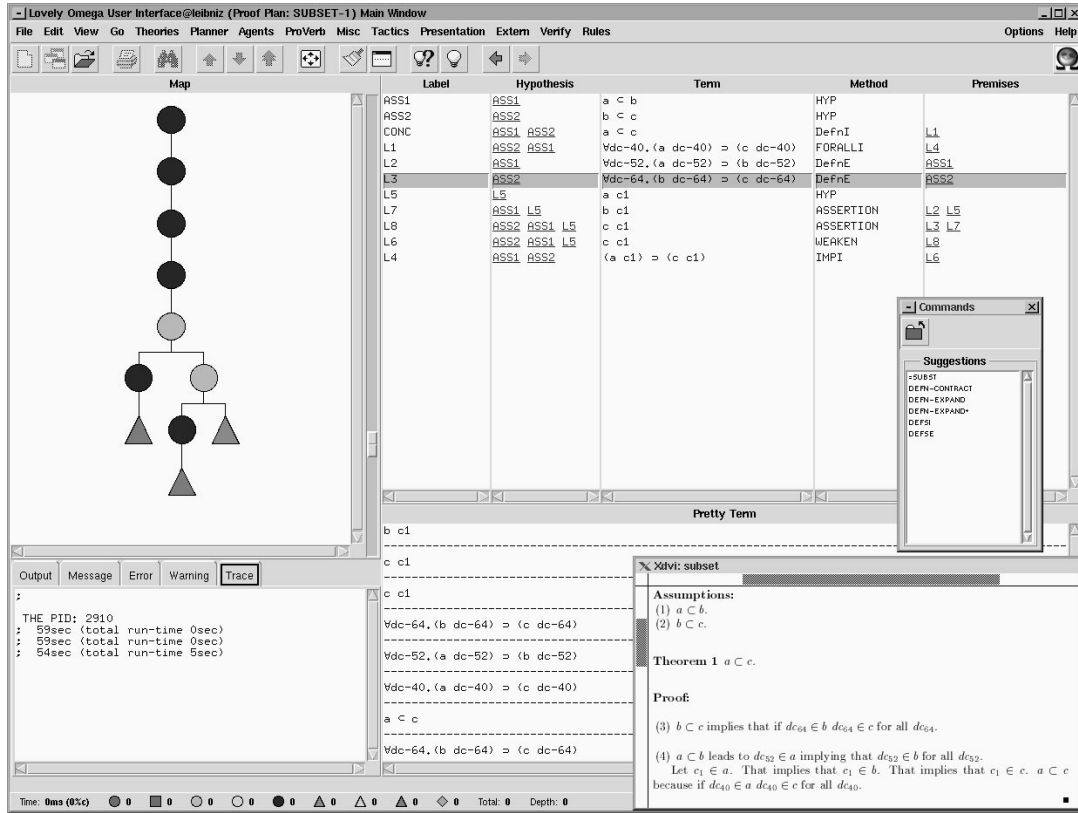 Lovely Omega User Interface@leibniz (Proof Plan: SUBSET-1) Main Window
File Edit View Go Theories Planner Agents ProVerb Misc Tactics Presentation Extern Verify Rules Options Help
Map
Label Hypothesis Term Method Premises
ASS1 ASS1 a ⊂ b HYP
ASS2 ASS2 b ⊂ c HYP
CONC ASS1 ASS2 a ⊂ c DefnI L1
L1 ASS2 ASS1 ∀dc-40.(a dc-40) ⊃ (c dc-40) FORALLI L4
L2 ASS1 ∀dc-52.(a dc-52) ⊃ (b dc-52) DefnE ASS1
L3 ASS2 ∀dc-64.(b dc-64) ⊃ (c dc-64) DefnE ASS2
L5 L5 a c1 HYP
L7 ASS1 L5 b c1 ASSERTION L2 L5
L8 ASS2 ASS1 L5 c c1 ASSERTION L3 L7
L6 ASS2 ASS1 L5 c c1 WEAKEN L8
L4 ASS1 ASS2 (a c1) ⊃ (c c1) IMPI L6
Commands
Suggestions
=SUBST
DEFN-CONTRACT
DEFN-EXPAND
DEFN-EXPAND*
DEFSI
DEFSE
Pretty Term
b c1
c c1
c c1
∀dc-64.(b dc-64) ⊃ (c dc-64)
∀dc-52.(a dc-52) ⊃ (b dc-52)
∀dc-40.(a dc-40) ⊃ (c dc-40)
a ⊂ c
∀dc-64.(b dc-64) ⊃ (c dc-64)
Output Message Error Warning Trace
;
THE PID: 2910
; 59sec (total run-time 0sec)
; 59sec (total run-time 0sec)
; 54sec (total run-time 5sec)
Xdvi: subset
Assumptions:
(1) a ⊂ b.
(2) b ⊂ c.
Theorem 1 a ⊂ c.
Proof:
(3) b ⊂ c implies that if dc₆₄ ∈ b dc₆₄ ∈ c for all dc₆₄.
(4) a ⊂ b leads to dc₅₂ ∈ a implying that dc₅₂ ∈ b for all dc₅₂.
Let c₁ ∈ a. That implies that c₁ ∈ b. That implies that c₁ ∈ c. a ⊂ c
because if dc₄₀ ∈ a dc₄₀ ∈ c for all dc₄₀.
Time: 0ms (0%c) 0 0 0 0 0 0 0 0 0 Total: 0 Depth: 0